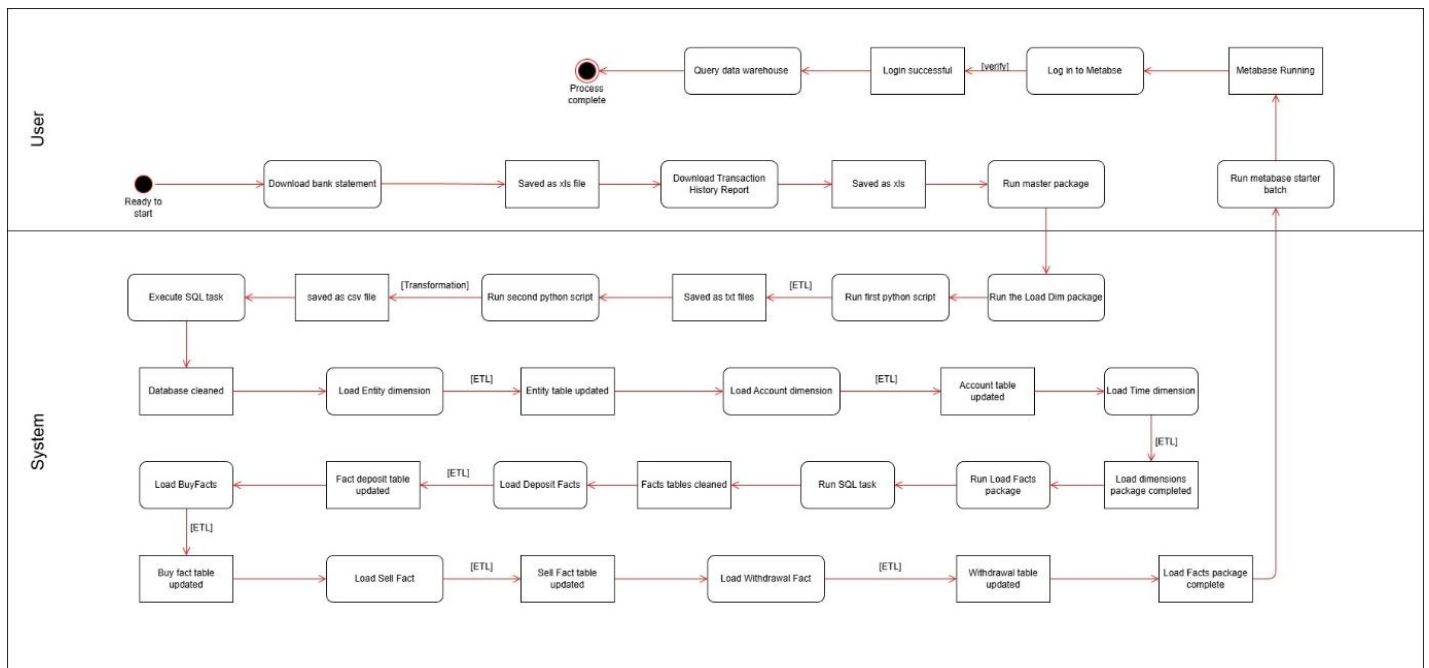 User
Process
complete
Query data warehouse
Login successful
[verify]
Log in to Metabse
Metabase Running
Ready to
start
Download bank statement
Saved as xls file
Download Transaction
History Report
Saved as xls
Run master package
Run metabase starter
batch
System
Execute SQL task
saved as csv file
[Transformation]
Run second python script
Saved as txt files
[ETL]
Run first python script
Run the Load Dim package
Database cleaned
Load Entity dimension
[ETL]
Entity table updated
Load Account dimension
[ETL]
Account table
updated
Load Time dimension
[ETL]
Load BuyFacts
Fact deposit table
updated
[ETL]
Load Deposit Facts
Facts tables cleaned
Run SQL task
Run Load Facts
package
Load dimensions
package completed
[ETL]
Buy fact table
updated
Load Sell Fact
[ETL]
Sell Fact table
updated
Load Withdrawal Fact
[ETL]
Withdrawal table
updated
Load Facts package
complete